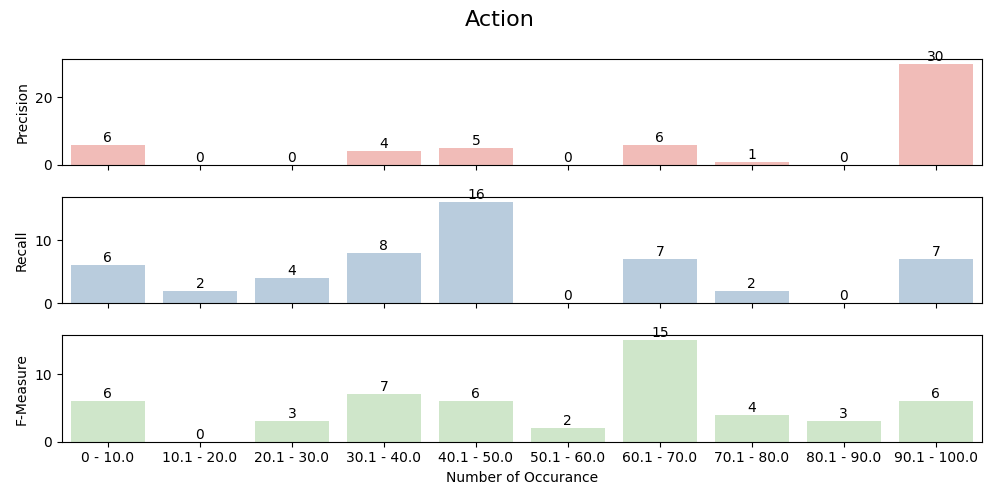 Action
Precision
20
0
6 0 0 4 5 0 6 1 0 30
Recall
10
0
6 2 4 8 16 0 7 2 0 7
F-Measure
10
0
6 0 3 7 6 2 15 4 3 6
0 - 10.0 10.1 - 20.0 20.1 - 30.0 30.1 - 40.0 40.1 - 50.0 50.1 - 60.0 60.1 - 70.0 70.1 - 80.0 80.1 - 90.0 90.1 - 100.0
Number of Occurance